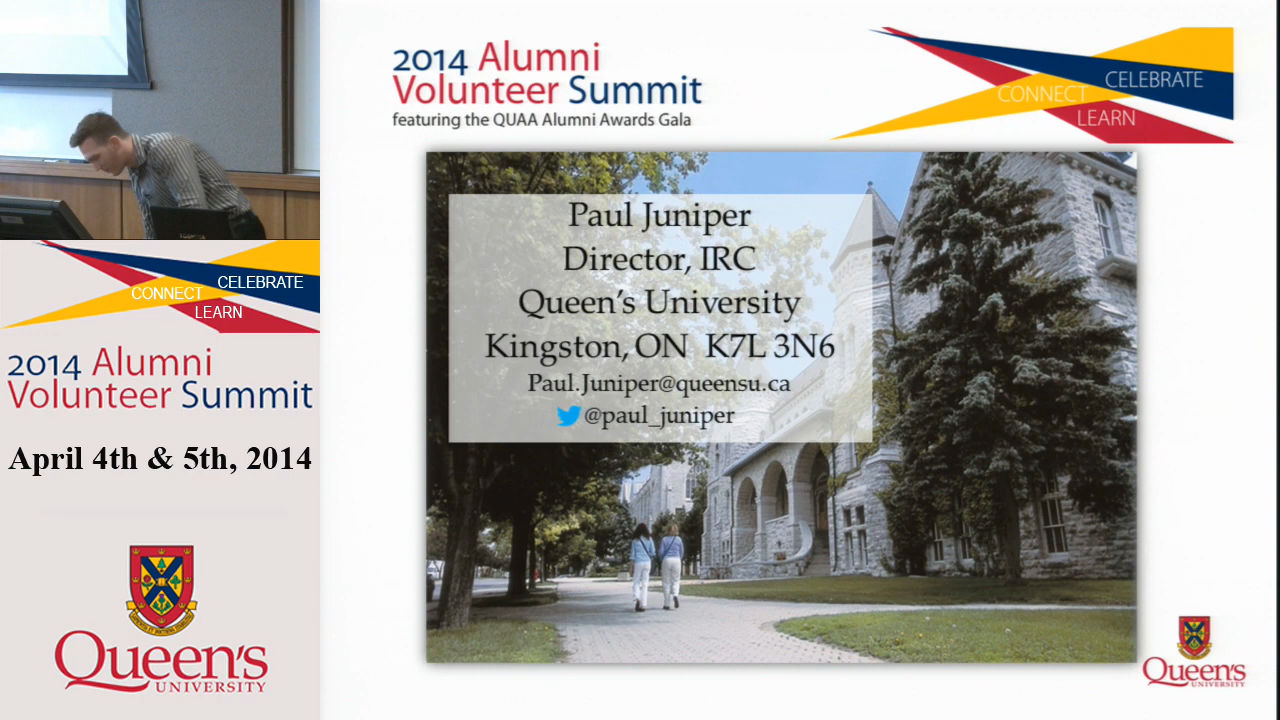 CELEBRATE
CONNECT
LEARN
2014 Alumni
Volunteer Summit
April 4th & 5th, 2014
Queen's
UNIVERSITY
2014 Alumni
Volunteer Summit
featuring the QUAA Alumni Awards Gala
CELEBRATE
CONNECT
LEARN
Paul Juniper
Director, IRC
Queen’s University
Kingston, ON K7L 3N6
Paul.Juniper@queensu.ca
@paul_juniper
Queen's
UNIVERSITY